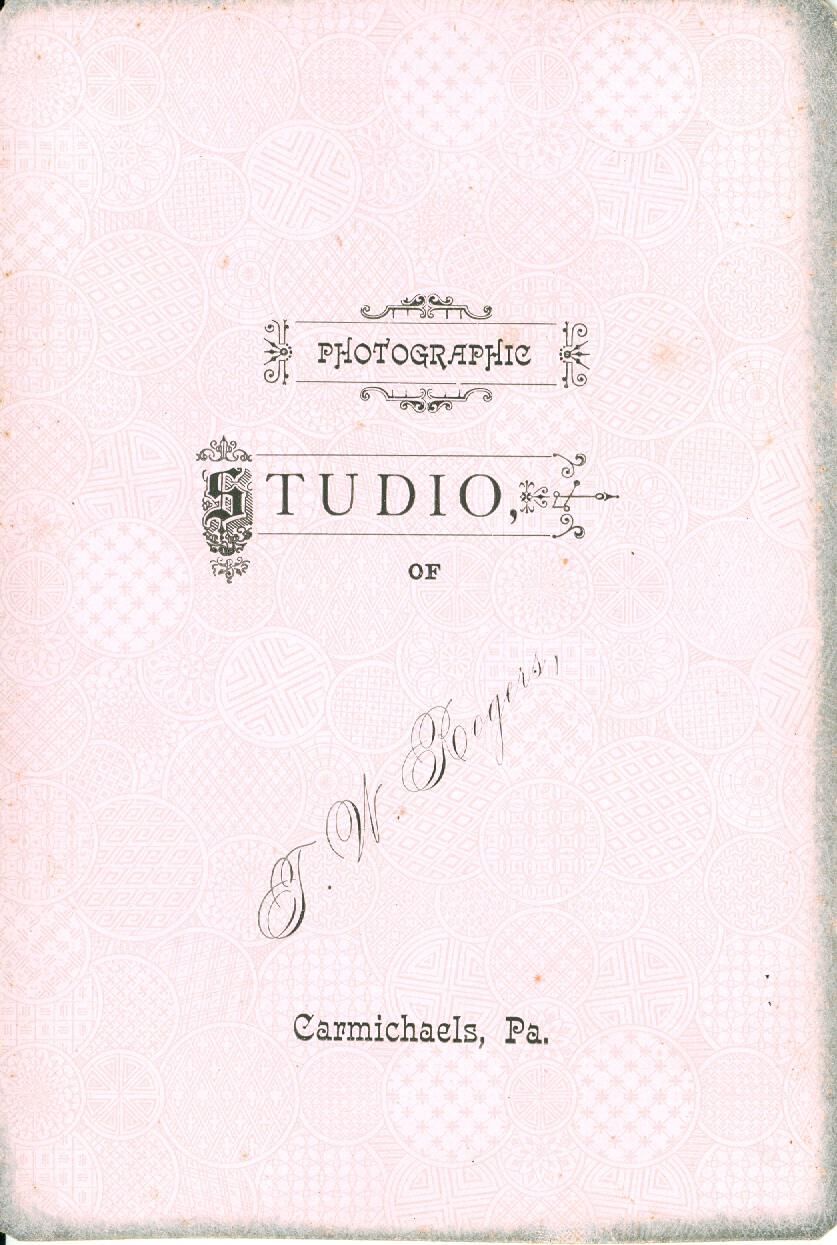 PHOTOGRAPHIC
STUDIO,
OF
T. W. Rogers,
Carmichaels, Pa.